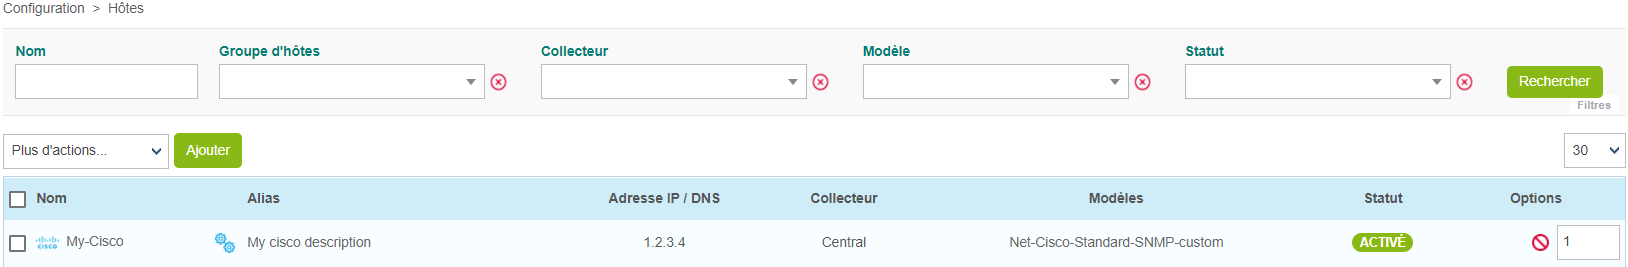 Configuration > Hôtes
Nom Groupe d'hôtes Collecteur Modèle Statut
Rechercher
Filtres
Plus d'actions... Ajouter 30
Nom Alias Adresse IP / DNS Collecteur Modèles Statut Options
cisco My-Cisco My cisco description 1.2.3.4 Central Net-Cisco-Standard-SNMP-custom ACTIVÉ 1